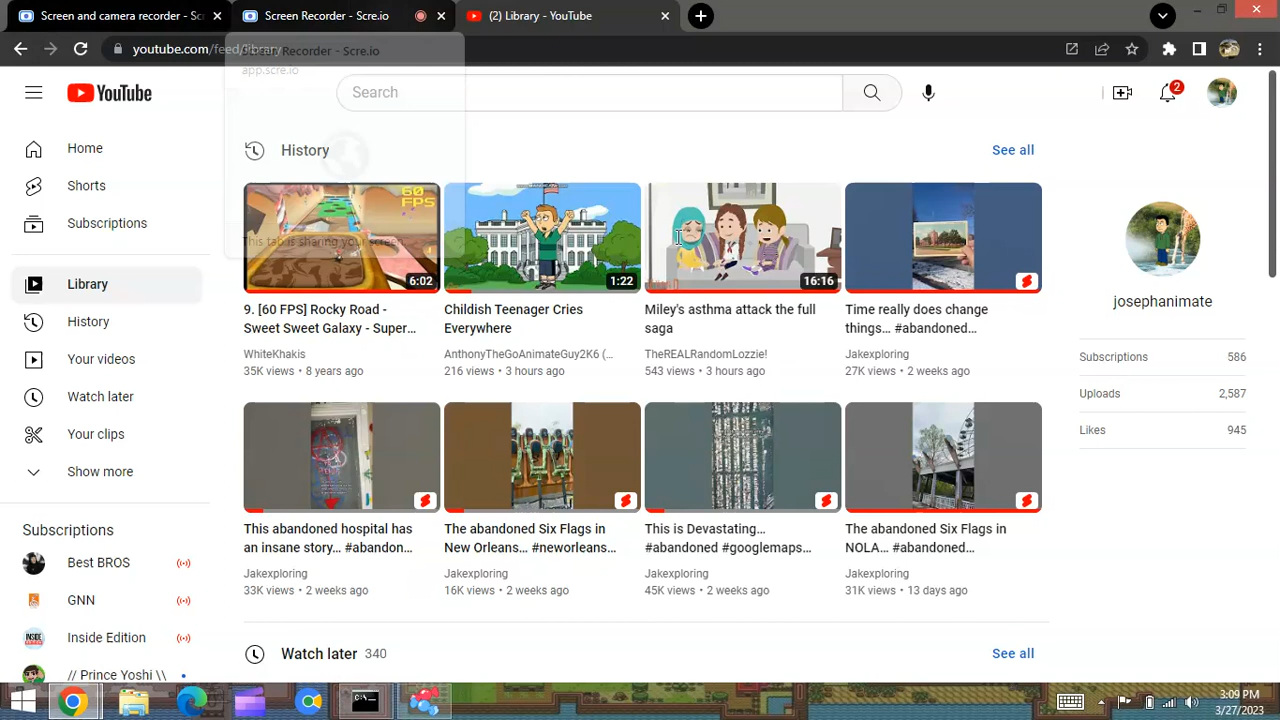 Screen and camera recorder - Scr
Screen Recorder - Scre.io
(2) Library - YouTube
youtube.com/feed/library
Screen Recorder - Scre.io
app.scre.io
This tab is sharing your screen.
YouTube
Search
2
Home
Shorts
Subscriptions
Library
History
Your videos
Watch later
Your clips
Show more
Subscriptions
Best BROS
GNN
Inside Edition
// Prince Yoshi \\
History
See all
60 FPS
6:02
1:22
16:16
9. [60 FPS] Rocky Road -
Sweet Sweet Galaxy - Super...
WhiteKhakis
35K views • 8 years ago
Childish Teenager Cries
Everywhere
AnthonyTheGoAnimateGuy2K6 (...
216 views • 3 hours ago
Miley's asthma attack the full
saga
TheREALRandomLozzie!
543 views • 3 hours ago
Time really does change
things... #abandoned...
Jakexploring
27K views • 2 weeks ago
This abandoned hospital has
an insane story... #abandon...
Jakexploring
33K views • 2 weeks ago
The abandoned Six Flags in
New Orleans... #neworleans...
Jakexploring
16K views • 2 weeks ago
This is Devastating...
#abandoned #googlemaps...
Jakexploring
45K views • 2 weeks ago
The abandoned Six Flags in
NOLA... #abandoned...
Jakexploring
31K views • 13 days ago
Watch later 340
See all
josephanimate
Subscriptions 586
Uploads 2,587
Likes 945
3:09 PM
3/27/2023